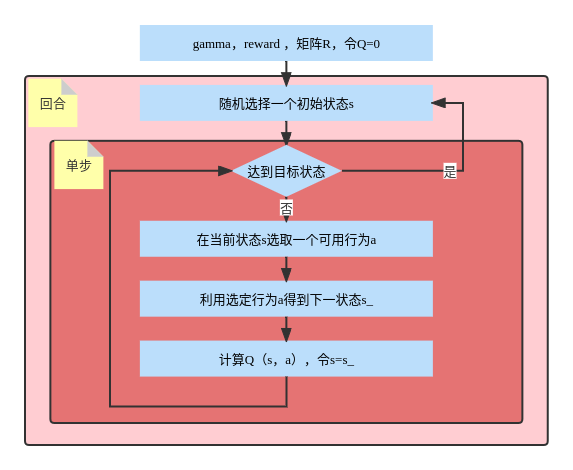 gamma，reward ，矩阵R，令Q=0
回合
随机选择一个初始状态s
单步
达到目标状态
是
否
在当前状态s选取一个可用行为a
利用选定行为a得到下一状态s_
计算Q（s，a），令s=s_